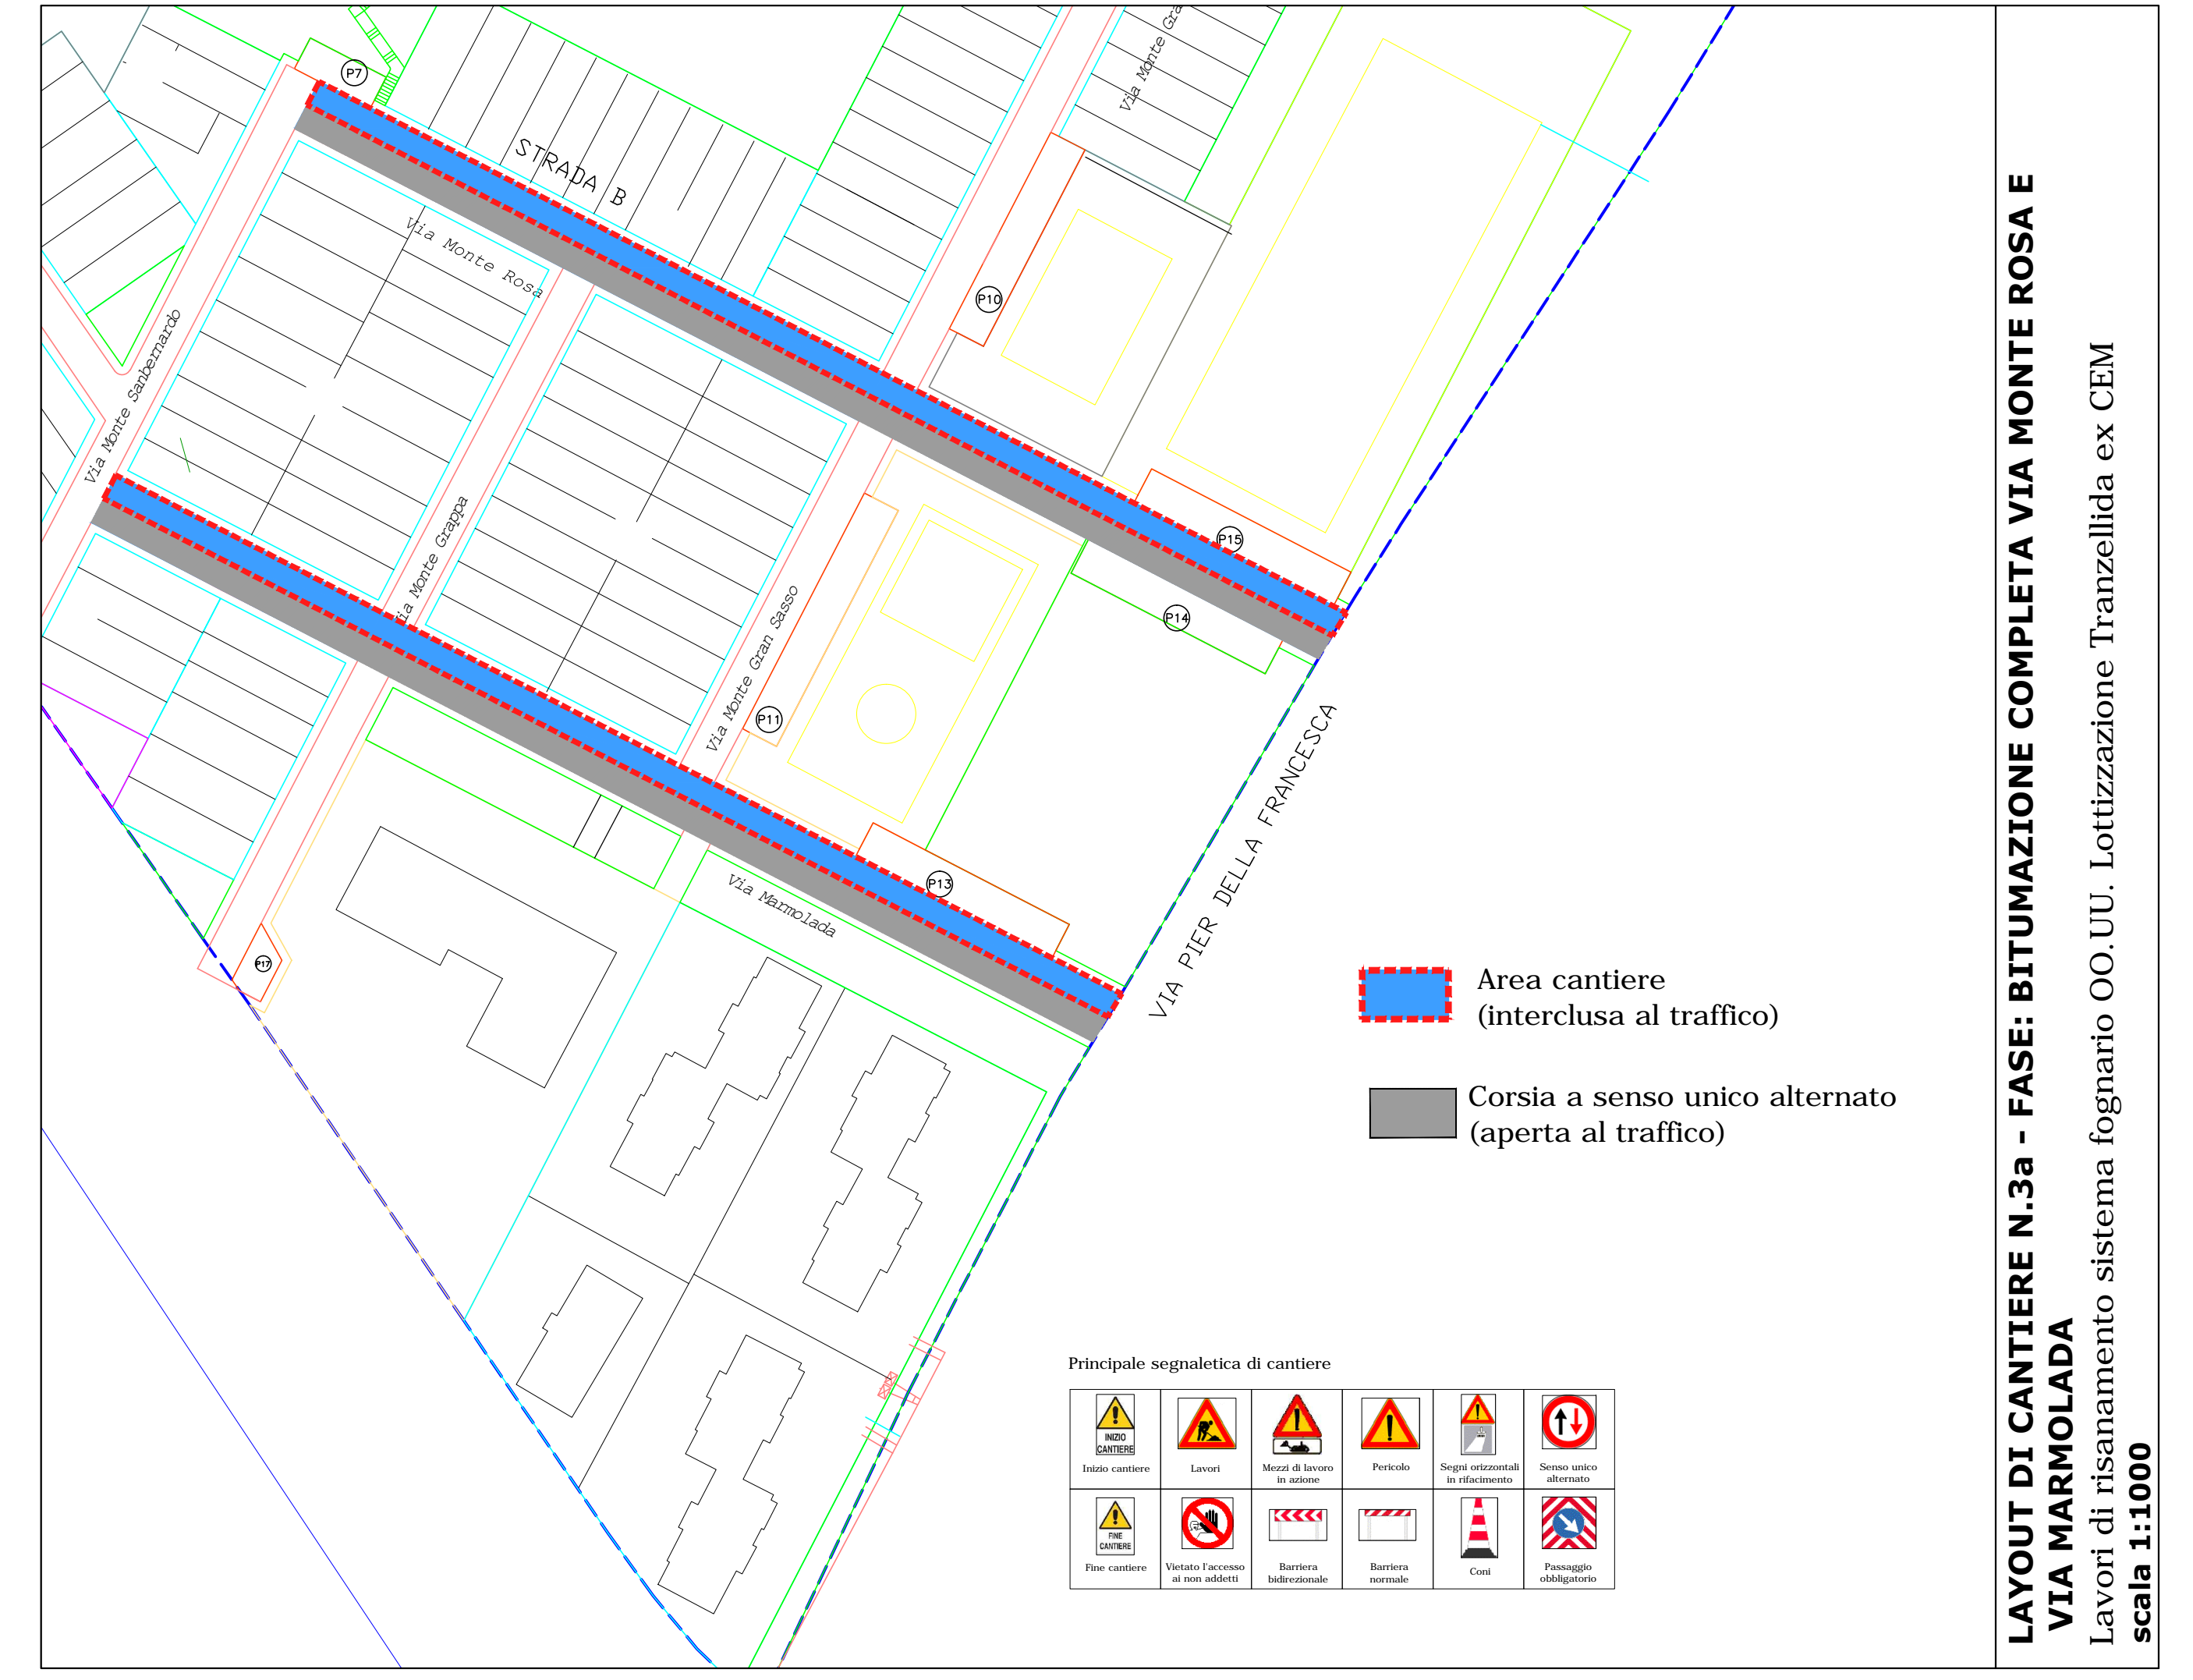 P7
STRADA B
Via Monte Gra
Via Monte Rosa
P10
Via Monte Sanbernardo
Via Monte Grappa
P15
P14
Via Monte Gran Sasso
P11
P13
Via Marmolada
VIA PIER DELLA FRANCESCA
P17
Area cantiere
(interclusa al traffico)
Corsia a senso unico alternato
(aperta al traffico)
Principale segnaletica di cantiere
INIZIO
CANTIERE
Inizio cantiere
Lavori
Mezzi di lavoro
in azione
Pericolo
Segni orizzontali
in rifacimento
Senso unico
alternato
FINE
CANTIERE
Fine cantiere
Vietato l'accesso
ai non addetti
Barriera
bidirezionale
Barriera
normale
Coni
Passaggio
obbligatorio
LAYOUT DI CANTIERE N.3a – FASE: BITUMAZIONE COMPLETA VIA MONTE ROSA E
VIA MARMOLADA
Lavori di risanamento sistema fognario OO.UU. Lottizzazione Tranzellida ex CEM
scala 1:1000